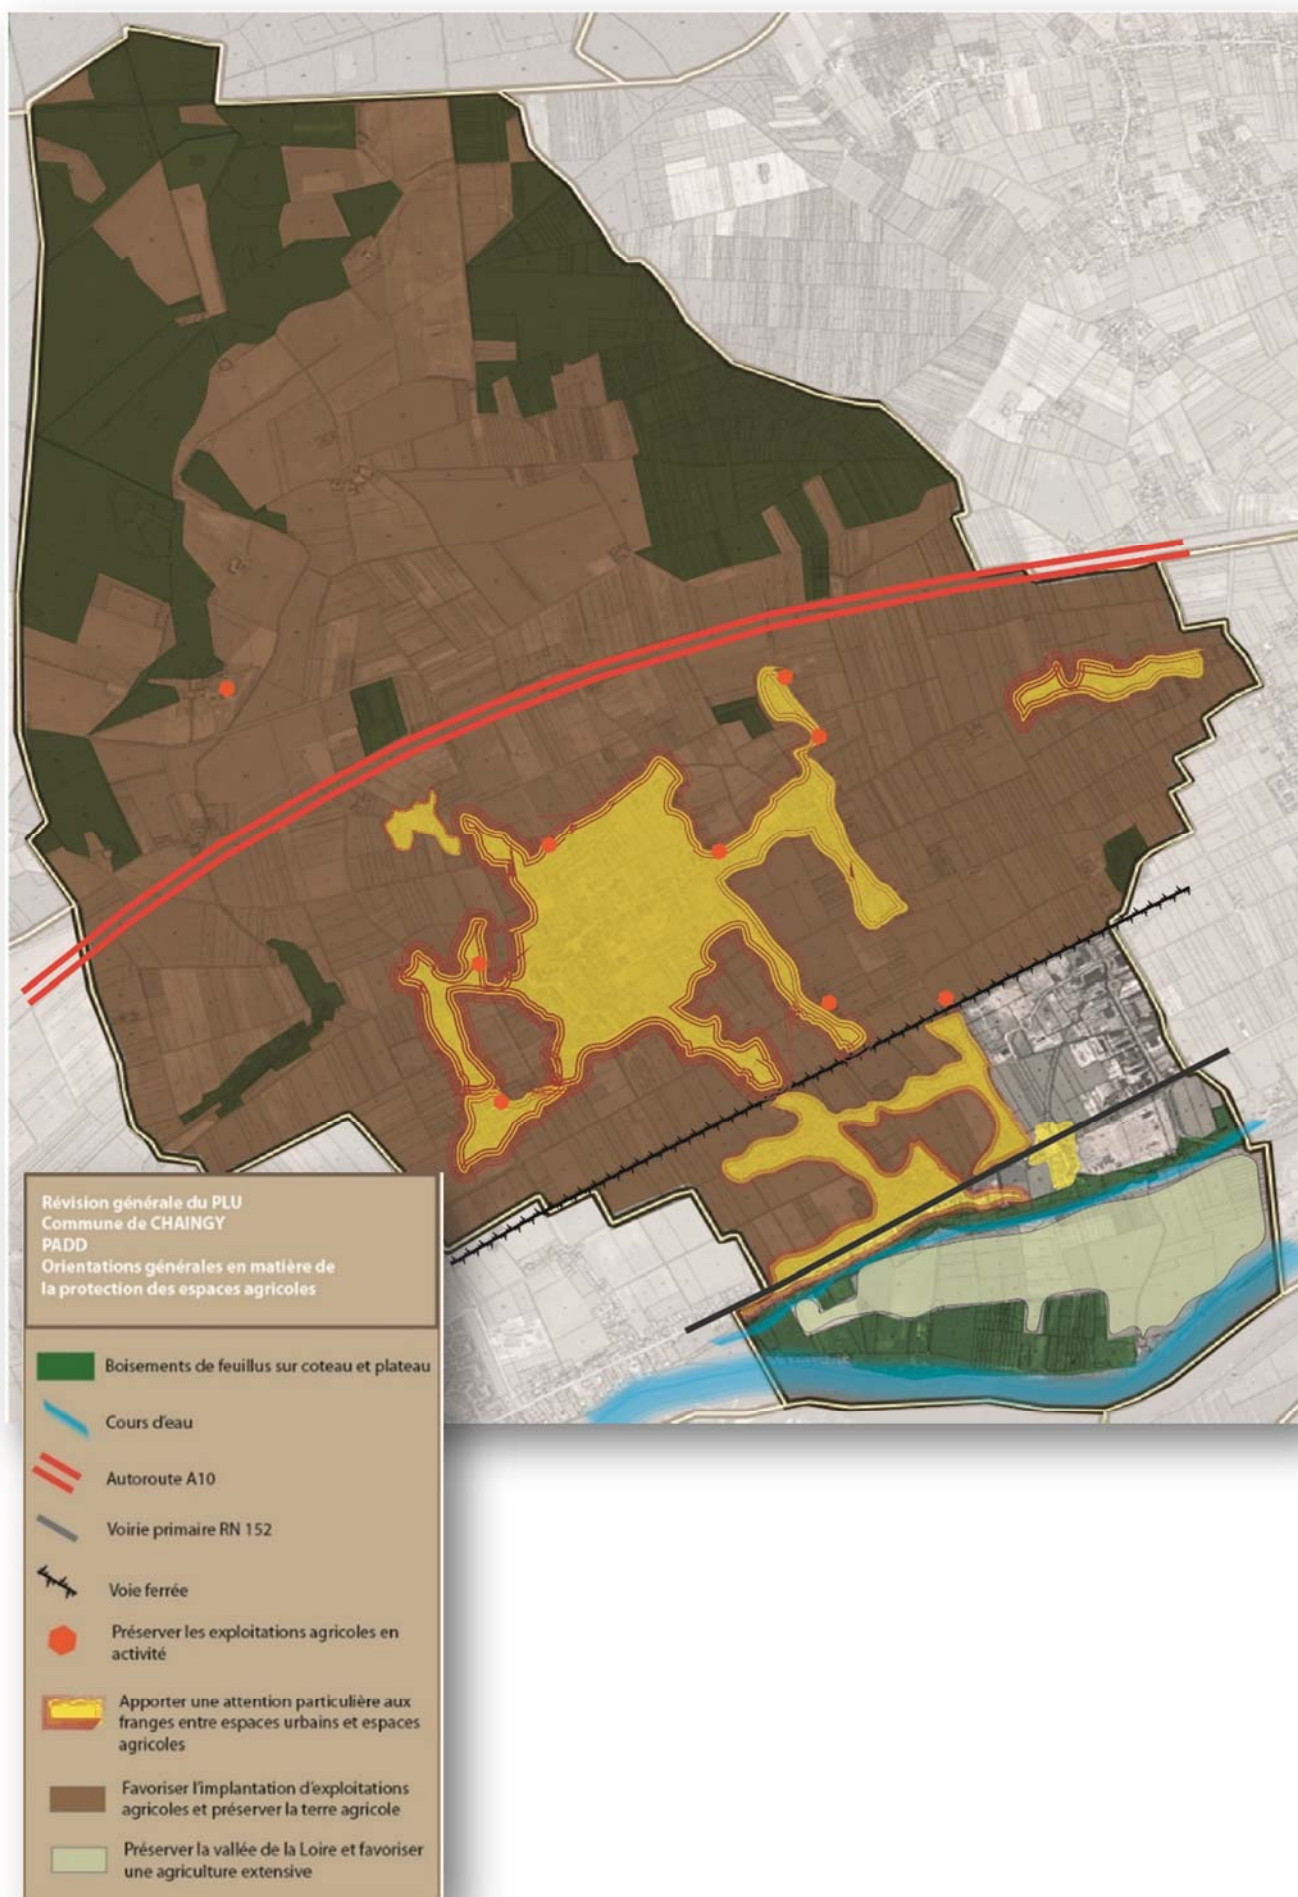 Révision générale du PLU
Commune de CHAINGY
PADD
Orientations générales en matière de
la protection des espaces agricoles
Boisements de feuillus sur coteau et plateau
Cours d'eau
Autoroute A10
Voirie primaire RN 152
Voie ferrée
Préserver les exploitations agricoles en
activité
Apporter une attention particulière aux
franges entre espaces urbains et espaces
agricoles
Favoriser l'implantation d'exploitations
agricoles et préserver la terre agricole
Préserver la vallée de la Loire et favoriser
une agriculture extensive